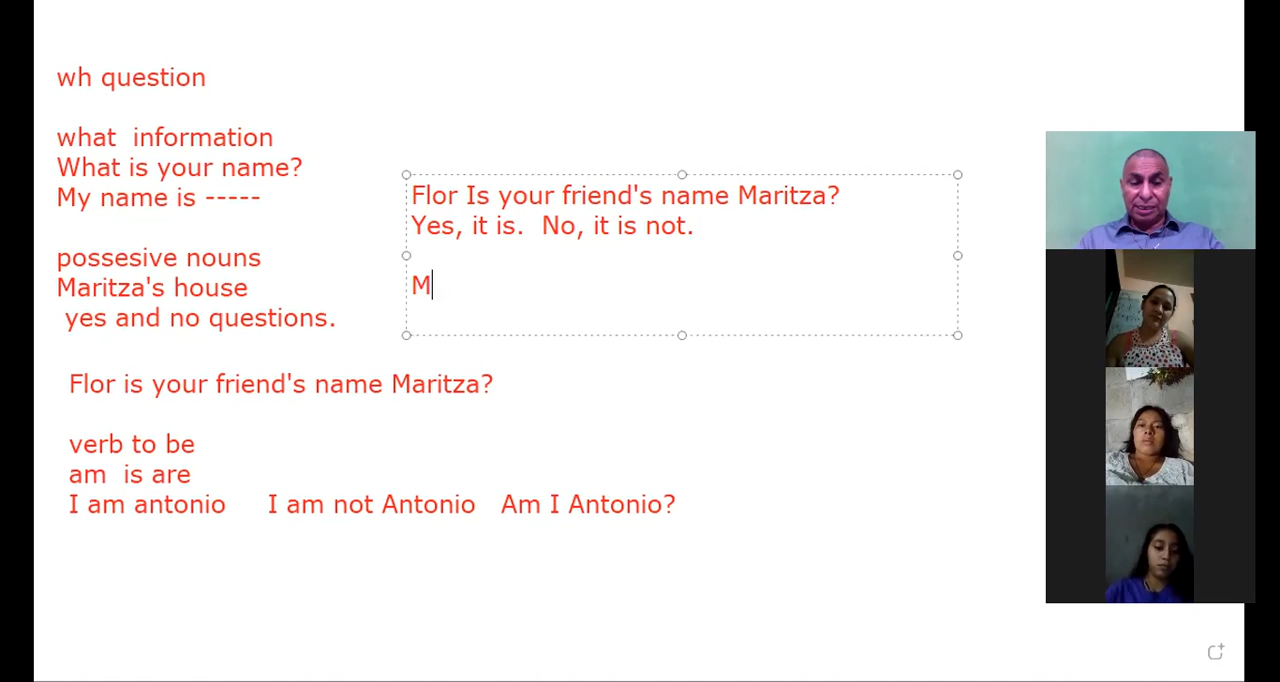 wh question
what  information
What is your name?
My name is -----
possesive nouns
Maritza's house
yes and no questions.
Flor Is your friend's name Maritza?
Yes, it is.  No, it is not.
M
Flor is your friend's name Maritza?
verb to be
am  is are
I am antonio     I am not Antonio   Am I Antonio?